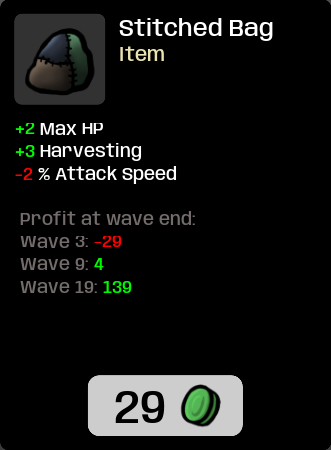 Stitched Bag
Item
+2 Max HP
+3 Harvesting
-2 % Attack Speed
Profit at wave end:
Wave 3: -29
Wave 9: 4
Wave 19: 139
29